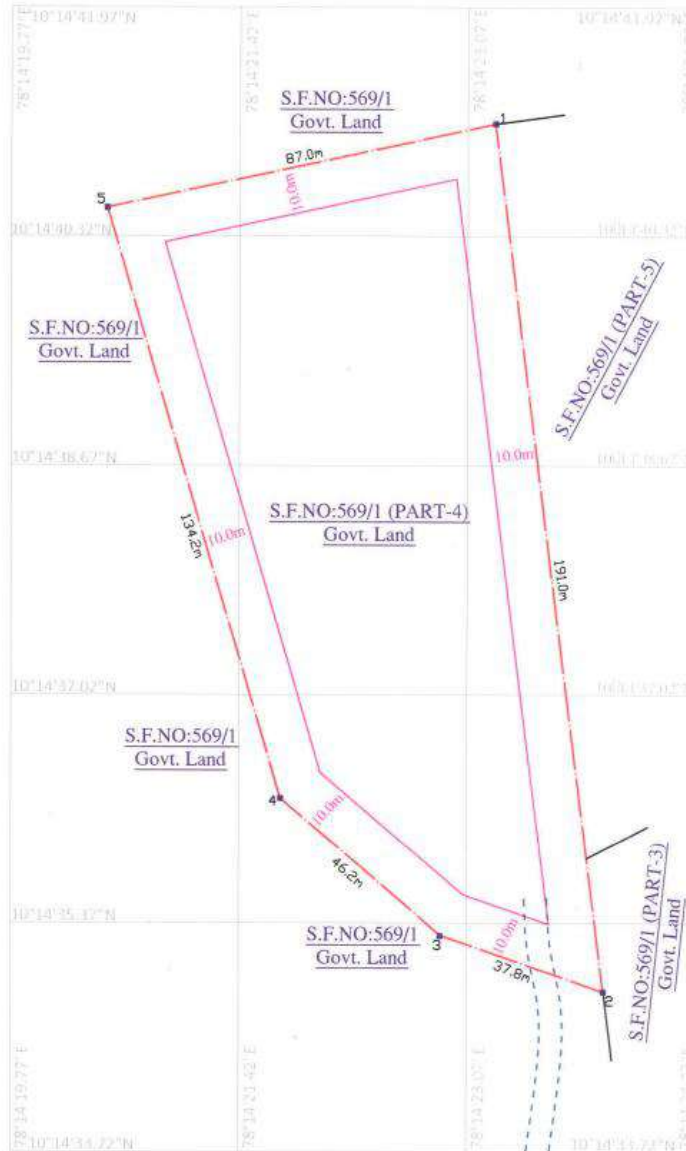 10°14'41.97"N
78°14'19.77"E
78°14'21.42"E
78°14'23.07"E
S.F.NO:569/1
Govt. Land
1
87.0m
10.0m
5
10°14'40.32"N
S.F.NO:569/1
Govt. Land
S.F.NO:569/1 (PART-5)
Govt. Land
10°14'38.67"N
10.0m
S.F.NO:569/1 (PART-4)
Govt. Land
134.2m
10.0m
191.0m
10°14'37.02"N
S.F.NO:569/1
Govt. Land
4
10.0m
46.2m
10°14'35.37"N
S.F.NO:569/1
Govt. Land
3
10.0m
37.8m
2
S.F.NO:569/1 (PART-3)
Govt. Land
78°14'19.77"E
78°14'21.42"E
78°14'23.07"E
10°14'33.72"N
10°14'33.72"N